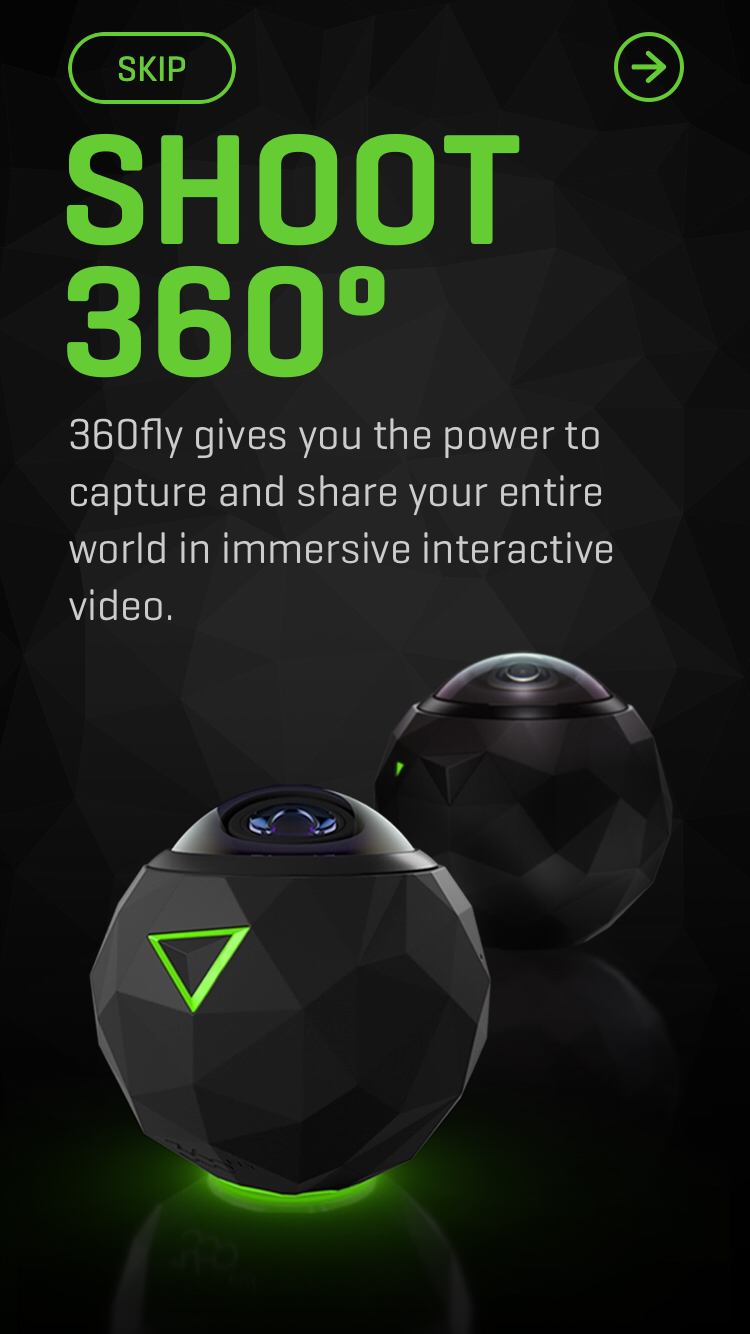 SKIP
SHOOT
360°
360fly gives you the power to
capture and share your entire
world in immersive interactive
video.